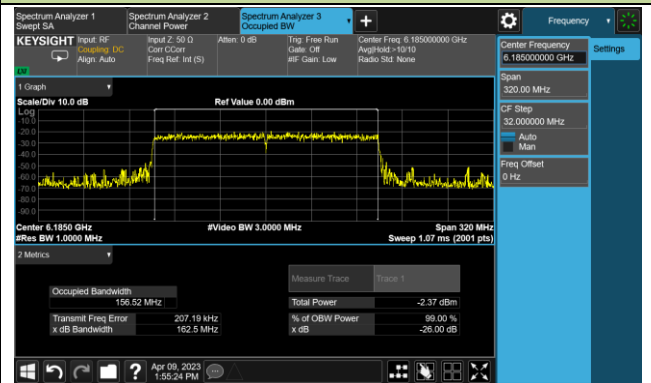 Spectrum Analyzer 1
Swept SA
Spectrum Analyzer 2
Channel Power
Spectrum Analyzer 3
Occupied BW
Frequency
KEYSIGHT
Input: RF
Coupling: DC
Align: Auto
Input Z: 50 Ω
Corr CCorr
Freq Ref: Int (S)
Atten: 0 dB
Trig: Free Run
Gate: Off
#IF Gain: Low
Center Freq: 6.185000000 GHz
Avg|Hold:>10/10
Radio Std: None
Center Frequency
6.185000000 GHz
Settings
Span
320.00 MHz
CF Step
32.000000 MHz
Auto
Man
Freq Offset
0 Hz
1 Graph
Scale/Div 10.0 dB
Ref Value 0.00 dBm
Log
-10.0
-20.0
-30.0
-40.0
-50.0
-60.0
-70.0
-80.0
-90.0
Center 6.1850 GHz
#Video BW 3.0000 MHz
Span 320 MHz
#Res BW 1.0000 MHz
Sweep 1.07 ms (2001 pts)
2 Metrics
Measure Trace
Trace 1
Occupied Bandwidth
156.52 MHz
Total Power
-2.37 dBm
Transmit Freq Error
207.19 kHz
% of OBW Power
99.00 %
x dB Bandwidth
162.5 MHz
x dB
-26.00 dB
Apr 09, 2023
1:55:24 PM